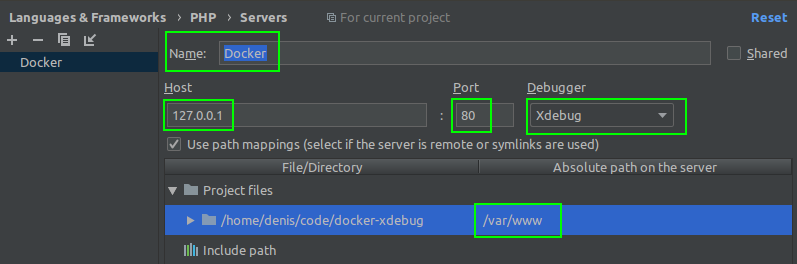 Languages & Frameworks › PHP › Servers For current project Reset
Docker
Name: Docker Shared
Host Port Debugger
127.0.0.1 : 80 Xdebug
Use path mappings (select if the server is remote or symlinks are used)
File/Directory Absolute path on the server
Project files
/home/denis/code/docker-xdebug /var/www
Include path